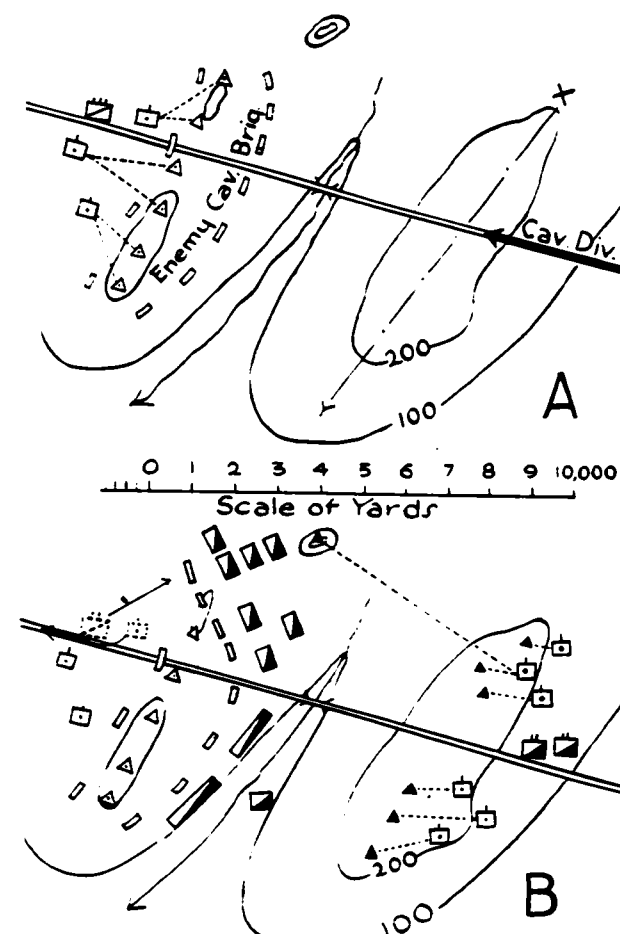 X
Enemy Cav. Brig.
Cav. Div.
200
Y
100
A
0 1 2 3 4 5 6 7 8 9 10,000
Scale of Yards
200
100
B